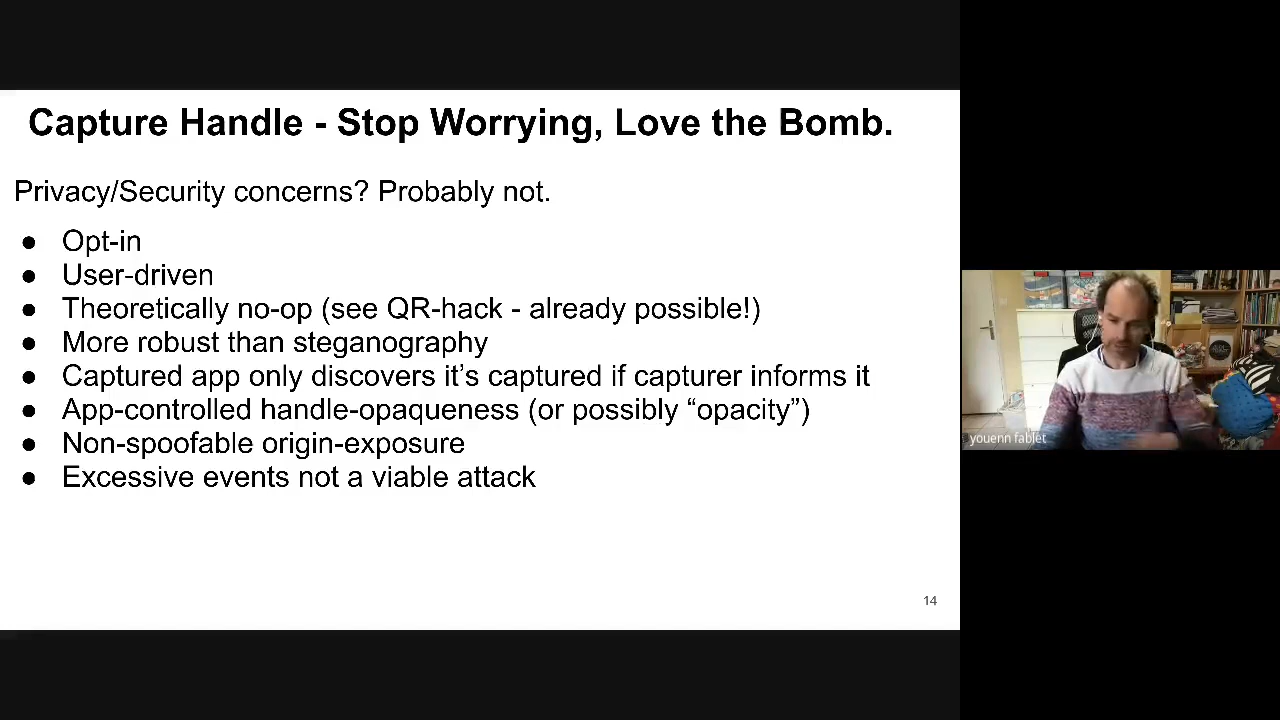 Capture Handle - Stop Worrying, Love the Bomb.
Privacy/Security concerns? Probably not.
● Opt-in
● User-driven
● Theoretically no-op (see QR-hack - already possible!)
● More robust than steganography
● Captured app only discovers it’s captured if capturer informs it
● App-controlled handle-opaqueness (or possibly “opacity”)
● Non-spoofable origin-exposure
● Excessive events not a viable attack
youenn fablet
14